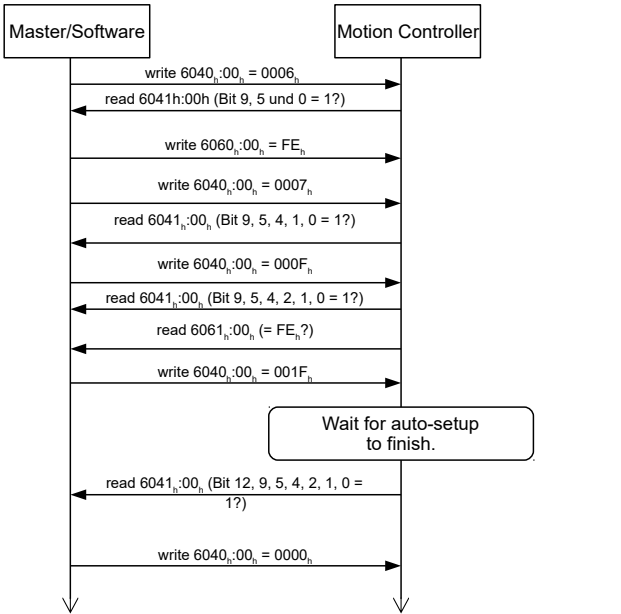 Master/Software
Motion Controller
write 6040ₕ:00ₕ = 0006ₕ
read 6041h:00h (Bit 9, 5 und 0 = 1?)
write 6060ₕ:00ₕ = FEₕ
write 6040ₕ:00ₕ = 0007ₕ
read 6041ₕ:00ₕ (Bit 9, 5, 4, 1, 0 = 1?)
write 6040ₕ:00ₕ = 000Fₕ
read 6041ₕ:00ₕ (Bit 9, 5, 4, 2, 1, 0 = 1?)
read 6061ₕ:00ₕ (= FEₕ?)
write 6040ₕ:00ₕ = 001Fₕ
Wait for auto-setup
to finish.
read 6041ₕ:00ₕ (Bit 12, 9, 5, 4, 2, 1, 0 =
1?)
write 6040ₕ:00ₕ = 0000ₕ